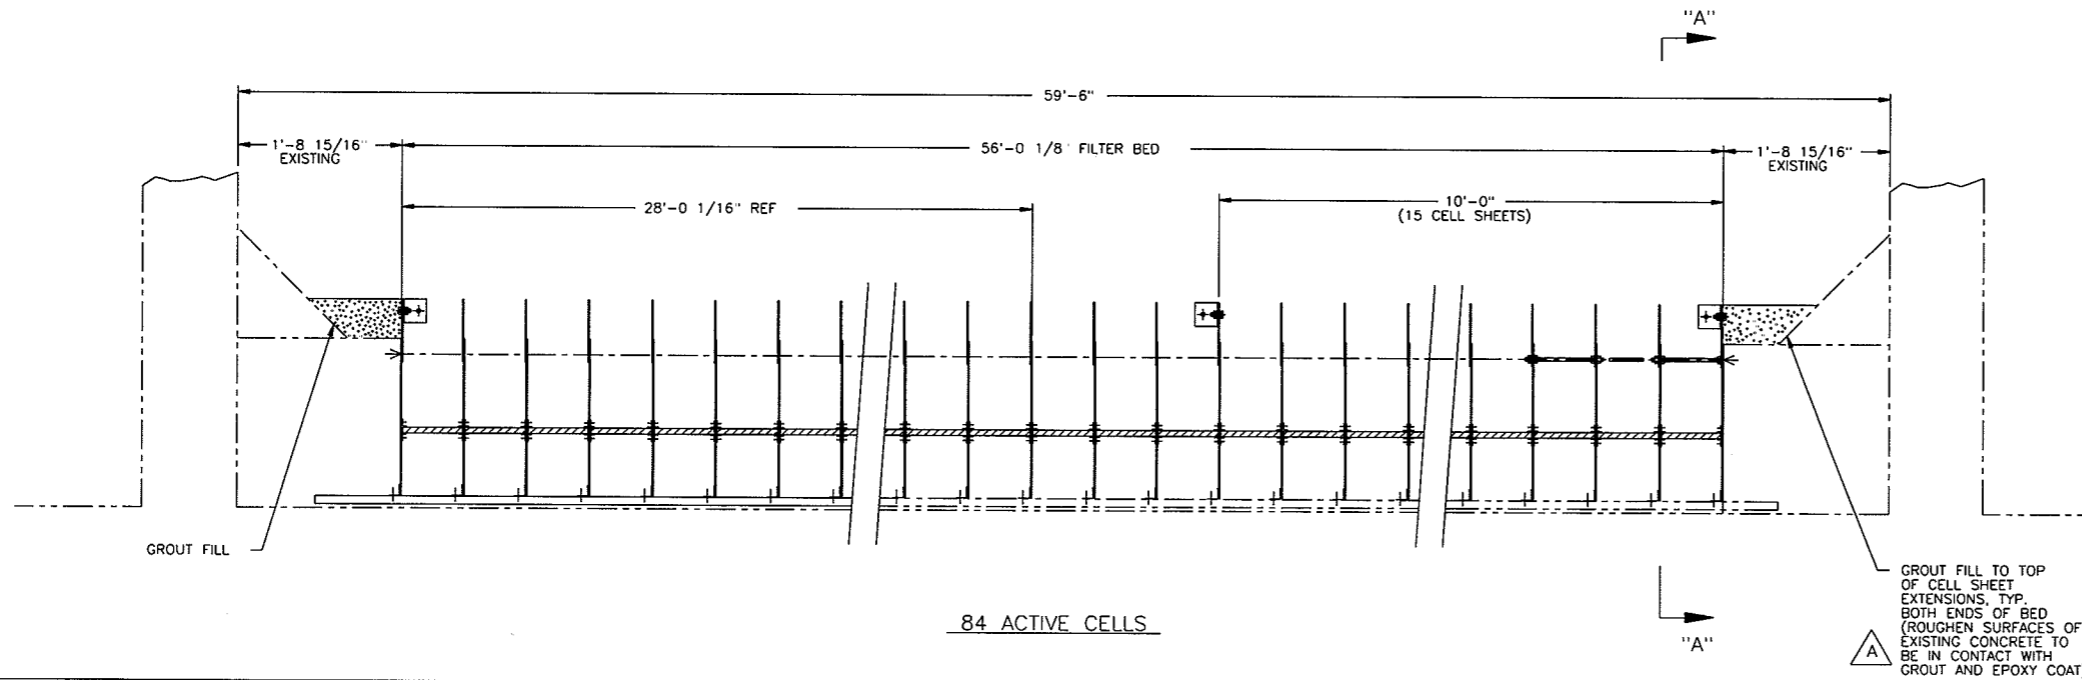 "A"
59'-6"
1'-8 15/16"
EXISTING
56'-0 1/8" FILTER BED
1'-8 15/16"
EXISTING
28'-0 1/16" REF
10'-0"
(15 CELL SHEETS)
GROUT FILL
84 ACTIVE CELLS
"A"
GROUT FILL TO TOP
OF CELL SHEET
EXTENSIONS, TYP.
BOTH ENDS OF BED
(ROUGHEN SURFACES OF
EXISTING CONCRETE TO
BE IN CONTACT WITH
GROUT AND EPOXY COAT
A